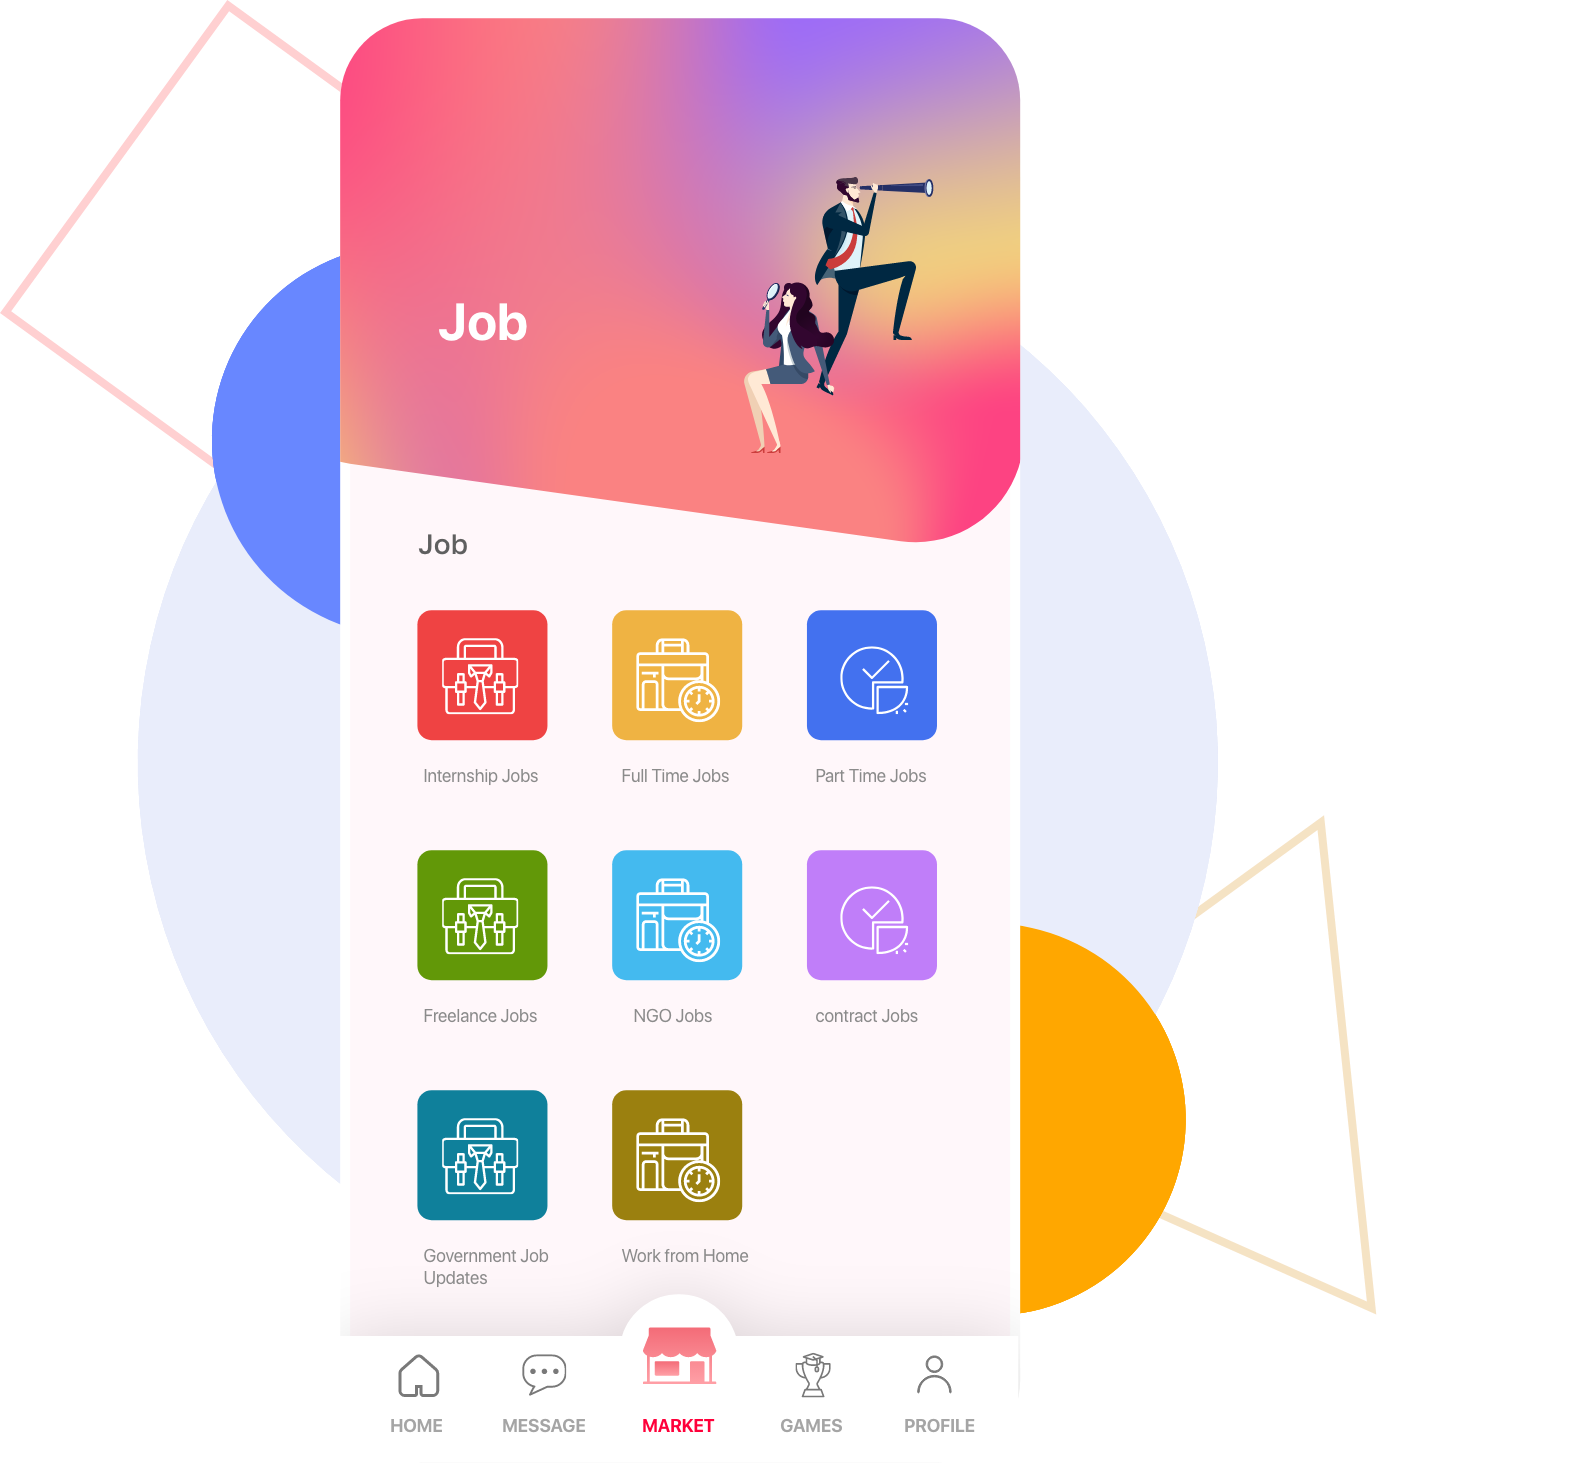 Job
Job
Internship Jobs
Full Time Jobs
Part Time Jobs
Freelance Jobs
NGO Jobs
contract Jobs
Government Job
Updates
Work from Home
HOME
MESSAGE
MARKET
GAMES
PROFILE